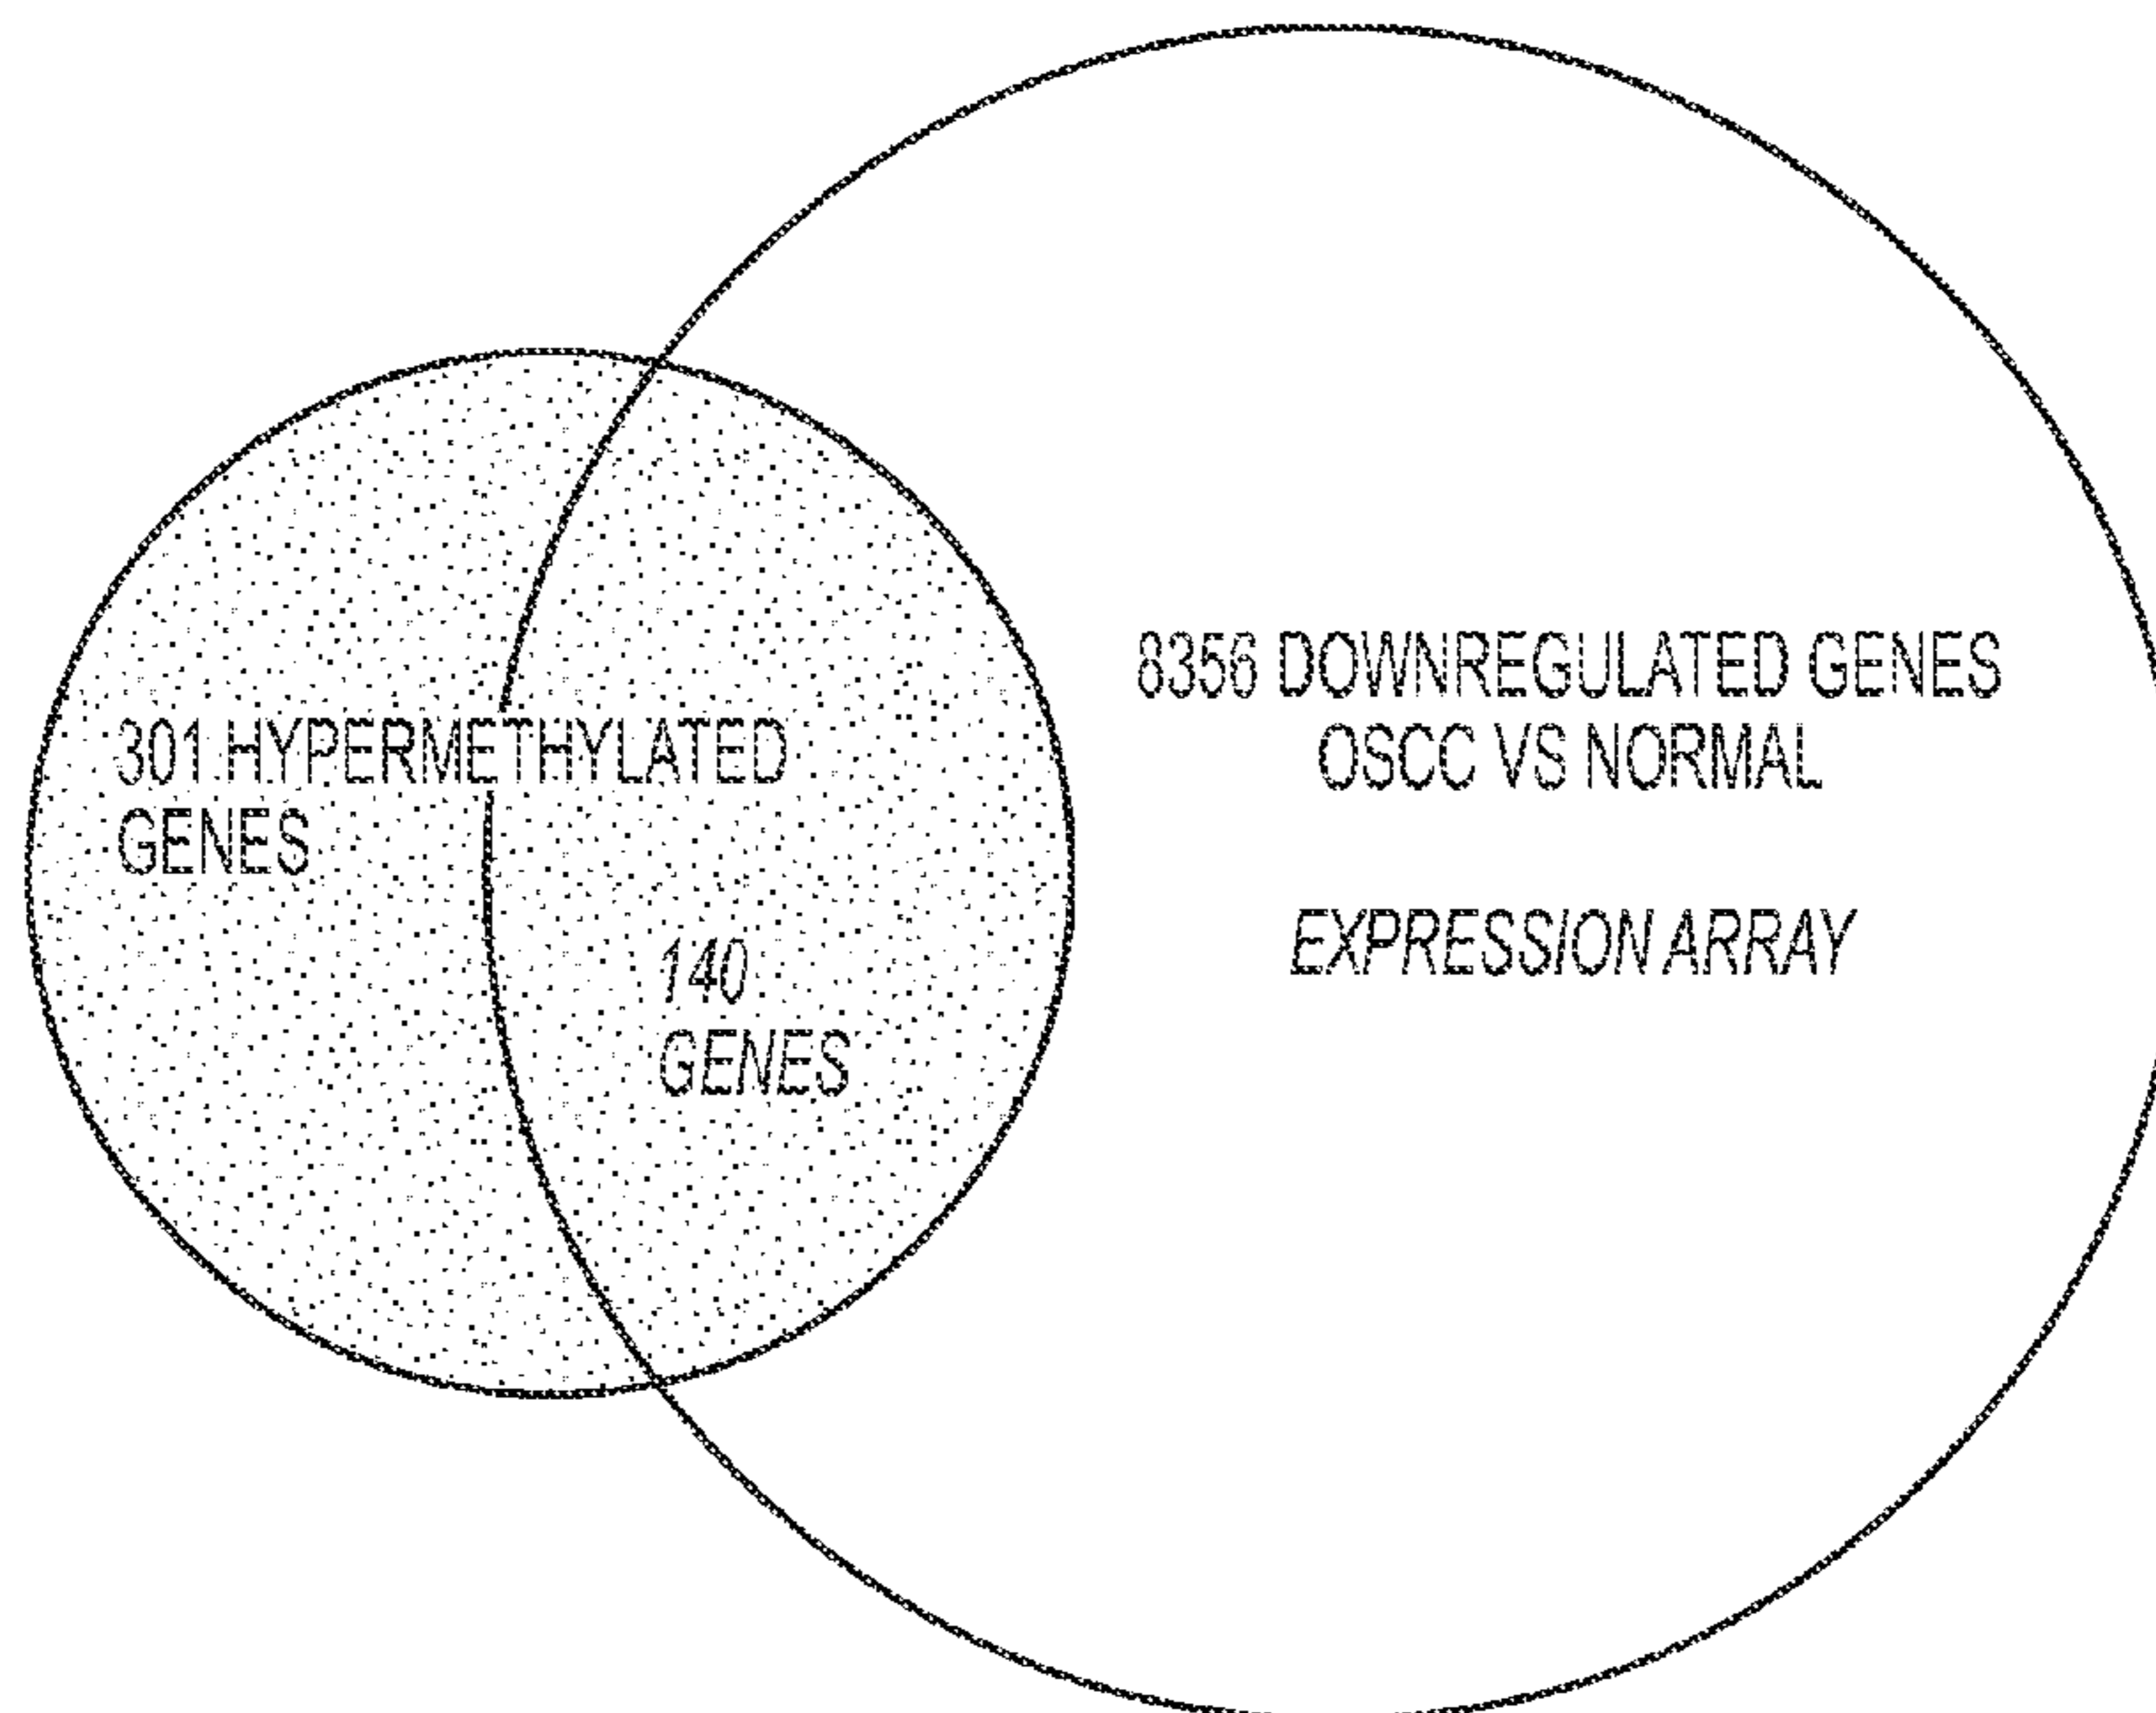 301 HYPERMETHYLATED
GENES
140
GENES
8356 DOWNREGULATED GENES
OSCC VS NORMAL
EXPRESSION ARRAY